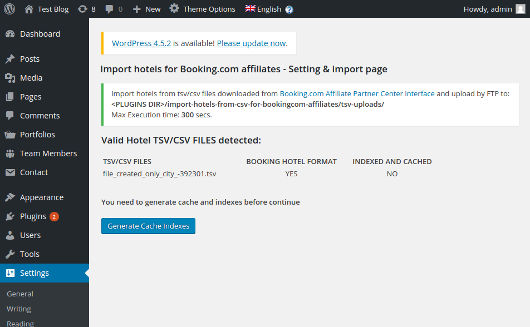 Test Blog 8 0 + New Theme Options English Howdy, admin
Dashboard
Posts
Media
Pages
Comments
Portfolios
Team Members
Contact
Appearance
Plugins 2
Users
Tools
Settings
General
Writing
Reading
WordPress 4.5.2 is available! Please update now.
Import hotels for Booking.com affiliates - Setting & Import page
Import hotels from tsv/csv files downloaded from Booking.com Affiliate Partner Center Interface and upload by FTP to:
<PLUGINS DIR>/import-hotels-from-csv-for-bookingcom-affiliates/tsv-uploads/
Max Execution time: 300 secs.
Valid Hotel TSV/CSV FILES detected:
TSV/CSV FILES BOOKING HOTEL FORMAT INDEXED AND CACHED
file_created_only_city_-392301.tsv YES NO
You need to generate cache and indexes before continue
Generate Cache Indexes